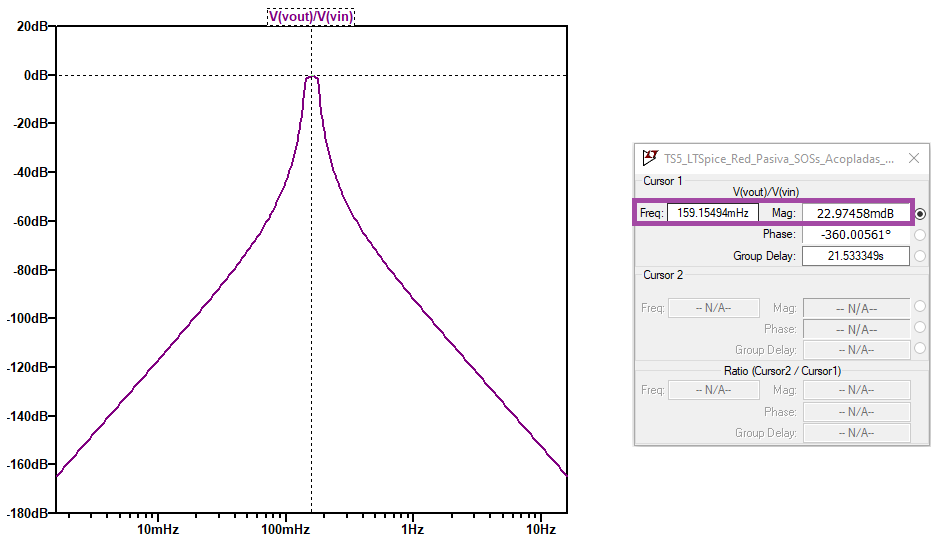 V(vout)/V(vin)
20dB
0dB
-20dB
-40dB
-60dB
-80dB
-100dB
-120dB
-140dB
-160dB
-180dB
10mHz 100mHz 1Hz 10Hz
TS5_LTSpice_Red_Pasiva_SOSs_Acopladas_...
Cursor 1
V(vout)/V(vin)
Freq: 159.15494mHz Mag: 22.97458mdB
Phase: -360.00561°
Group Delay: 21.533349s
Cursor 2
Freq: -- N/A-- Mag: -- N/A--
Phase: -- N/A--
Group Delay: -- N/A--
Ratio (Cursor2 / Cursor1)
Freq: -- N/A-- Mag: -- N/A--
Phase: -- N/A--
Group Delay: -- N/A--